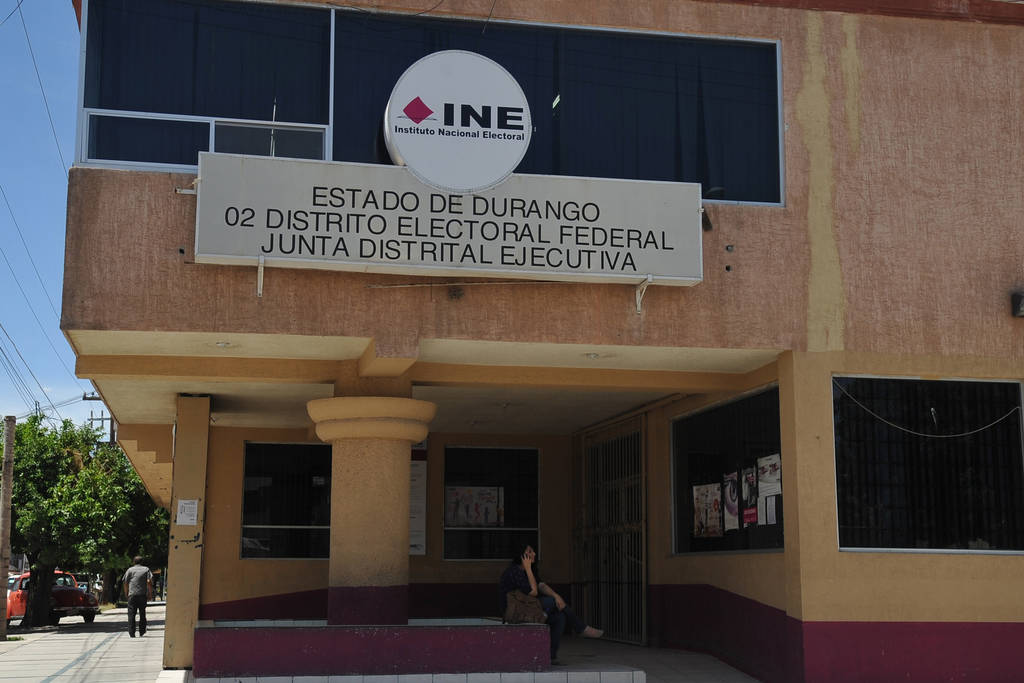 INE
Instituto Nacional Electoral
ESTADO DE DURANGO
02 DISTRITO ELECTORAL FEDERAL
JUNTA DISTRITAL EJECUTIVA